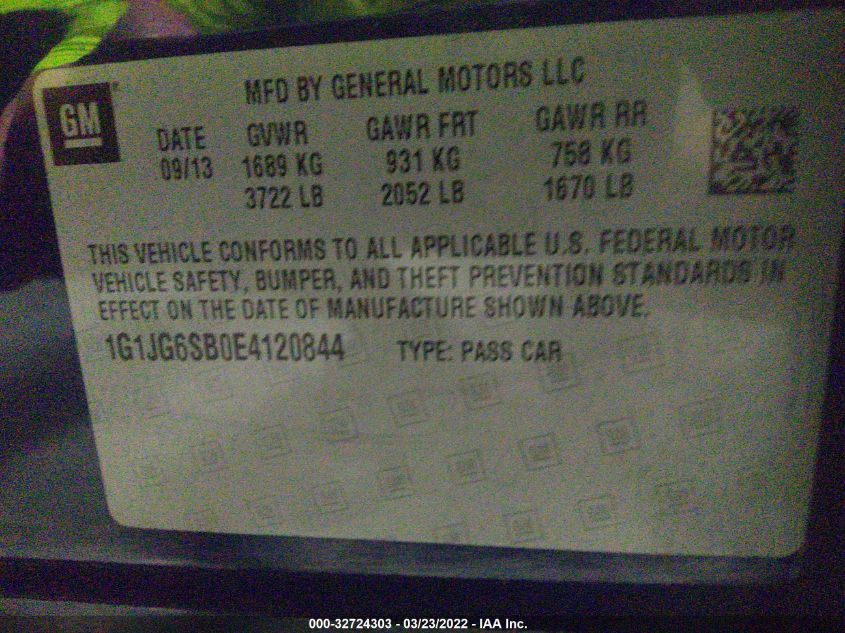 MFD BY GENERAL MOTORS LLC
GM
DATE GVWR GAWR FRT GAWR RR
09/13 1689 KG 931 KG 758 KG
3722 LB 2052 LB 1670 LB
THIS VEHICLE CONFORMS TO ALL APPLICABLE U.S. FEDERAL MOTOR
VEHICLE SAFETY, BUMPER, AND THEFT PREVENTION STANDARDS IN
EFFECT ON THE DATE OF MANUFACTURE SHOWN ABOVE.
1G1JG6SB0E4120844 TYPE: PASS CAR
000-32724303 - 03/23/2022 - IAA Inc.